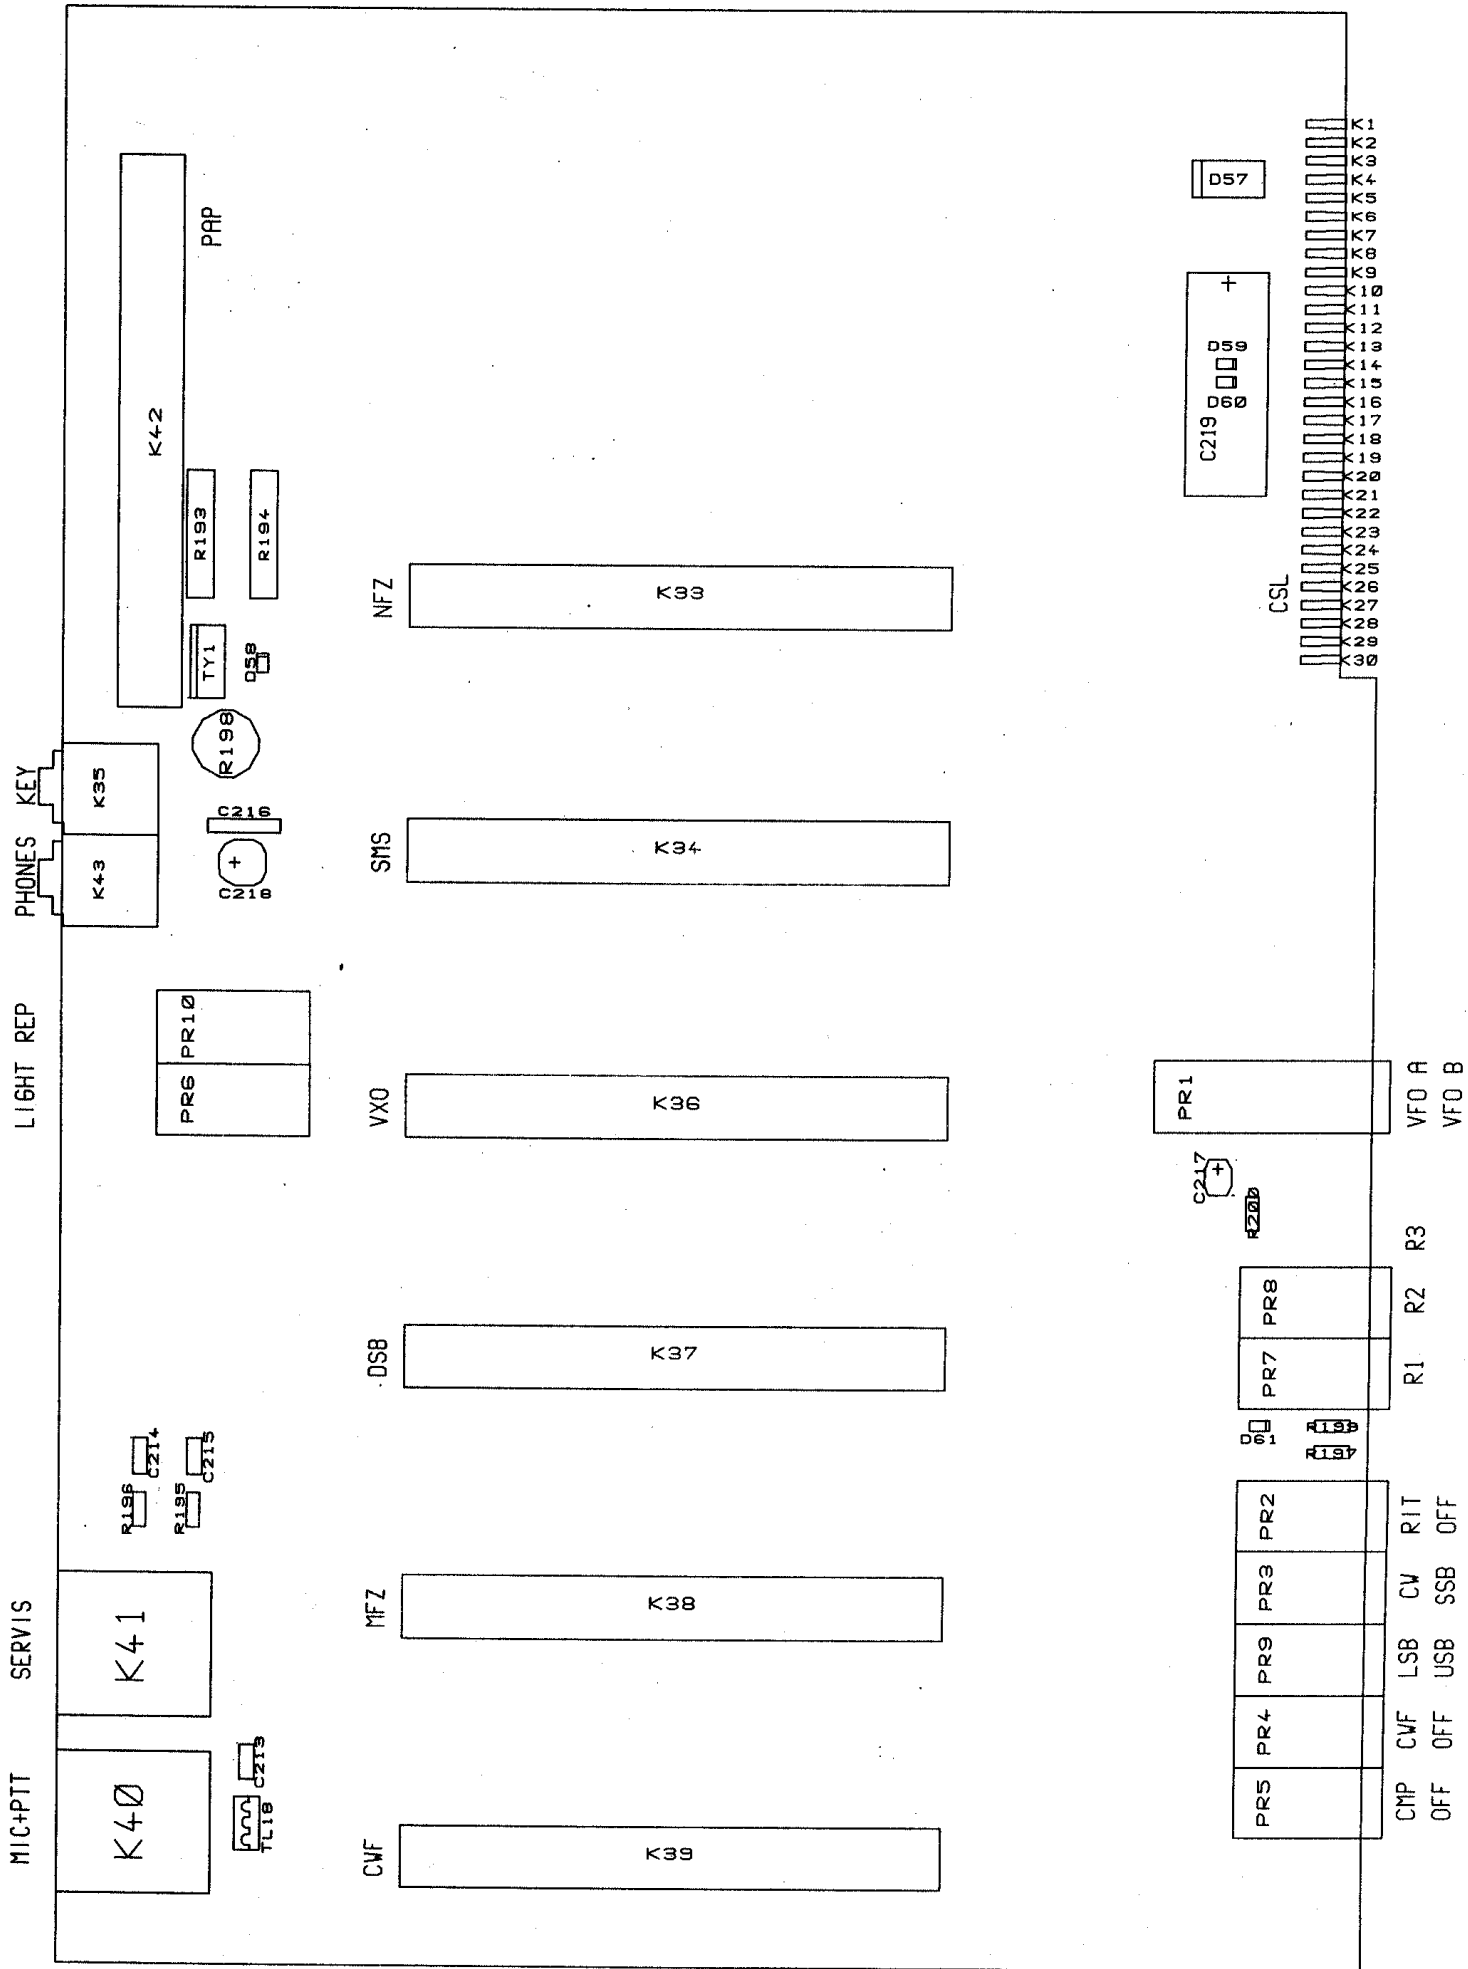 K1
K2
K3
K4
K5
K6
K7
K8
K9
K10
K11
K12
K13
K14
K15
K16
K17
K18
K19
K20
K21
K22
K23
K24
K25
K26
K27
K28
K29
K30
D57
+
D59
D60
C219
CSL
PAP
K42
R193
R194
TY1
D58
R198
KEY
K35
PHONES
K43
C216
+
C218
LIGHT REP
PR10
PR6
NFZ
K33
SMS
K34
VXO
K36
DSB
K37
MFZ
K38
CWF
K39
PR1
VFO A
VFO B
C217
+
R200
R3
PR8
R2
PR7
R1
D61
R199
R197
PR2
RIT
OFF
PR3
CW
SSB
PR9
LSB
USB
PR4
CWF
OFF
PR5
CMP
OFF
C214
C215
R196
R195
SERVIS
K41
MIC+PTT
K40
C213
TL18